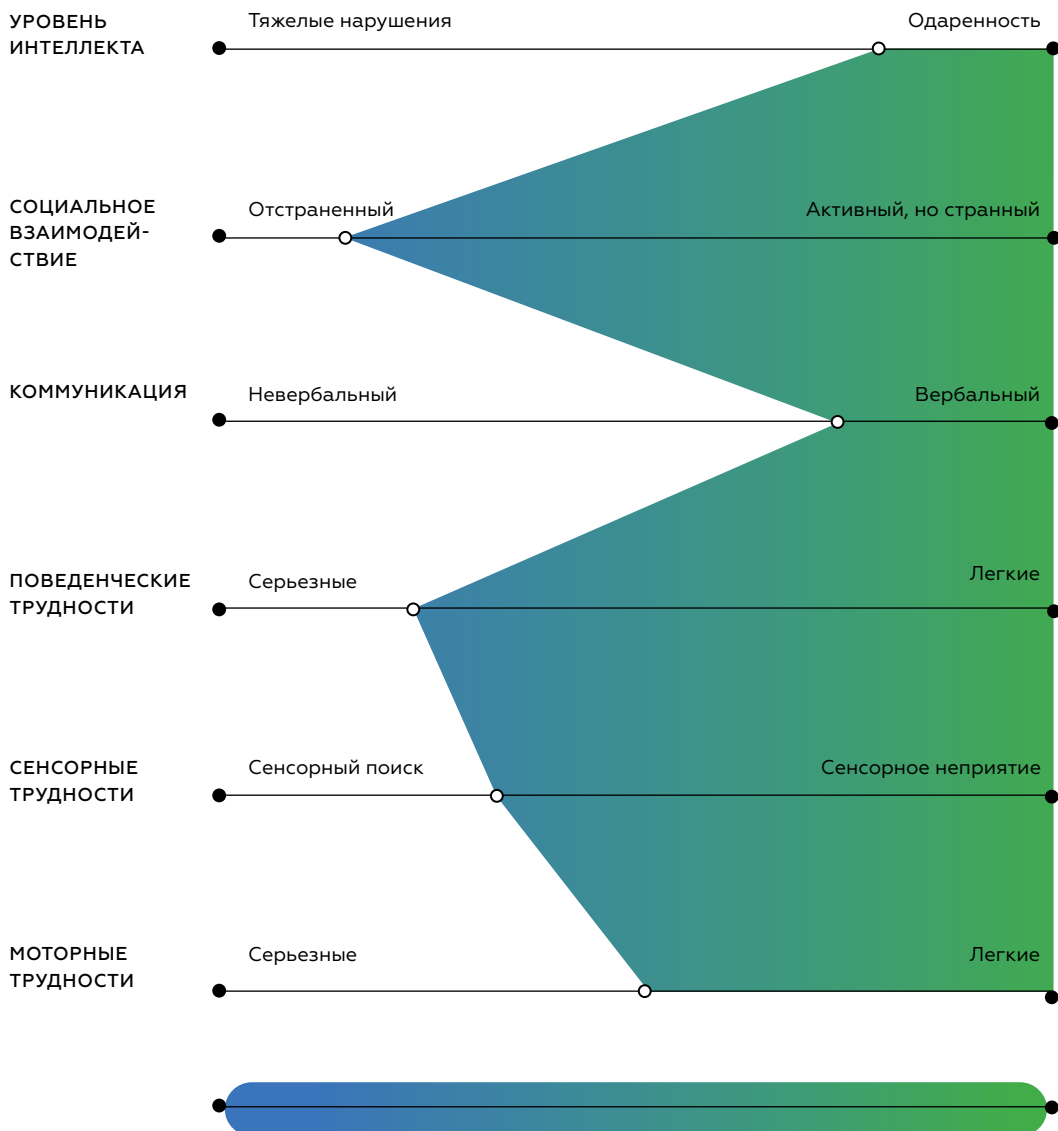 УРОВЕНЬ
ИНТЕЛЛЕКТА
Тяжелые нарушения
Одаренность
СОЦИАЛЬНОЕ
ВЗАИМОДЕЙ-
СТВИЕ
Отстраненный
Активный, но странный
КОММУНИКАЦИЯ
Невербальный
Вербальный
ПОВЕДЕНЧЕСКИЕ
ТРУДНОСТИ
Серьезные
Легкие
СЕНСОРНЫЕ
ТРУДНОСТИ
Сенсорный поиск
Сенсорное неприятие
МОТОРНЫЕ
ТРУДНОСТИ
Серьезные
Легкие